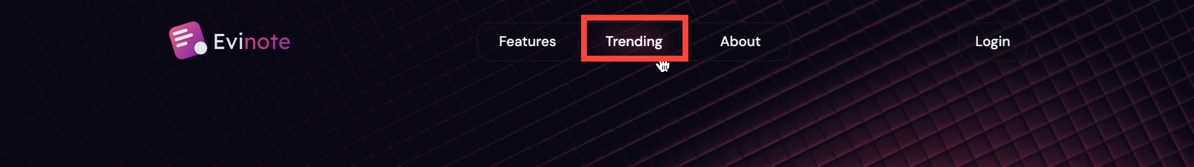 Evinote
Features
Trending
About
Login